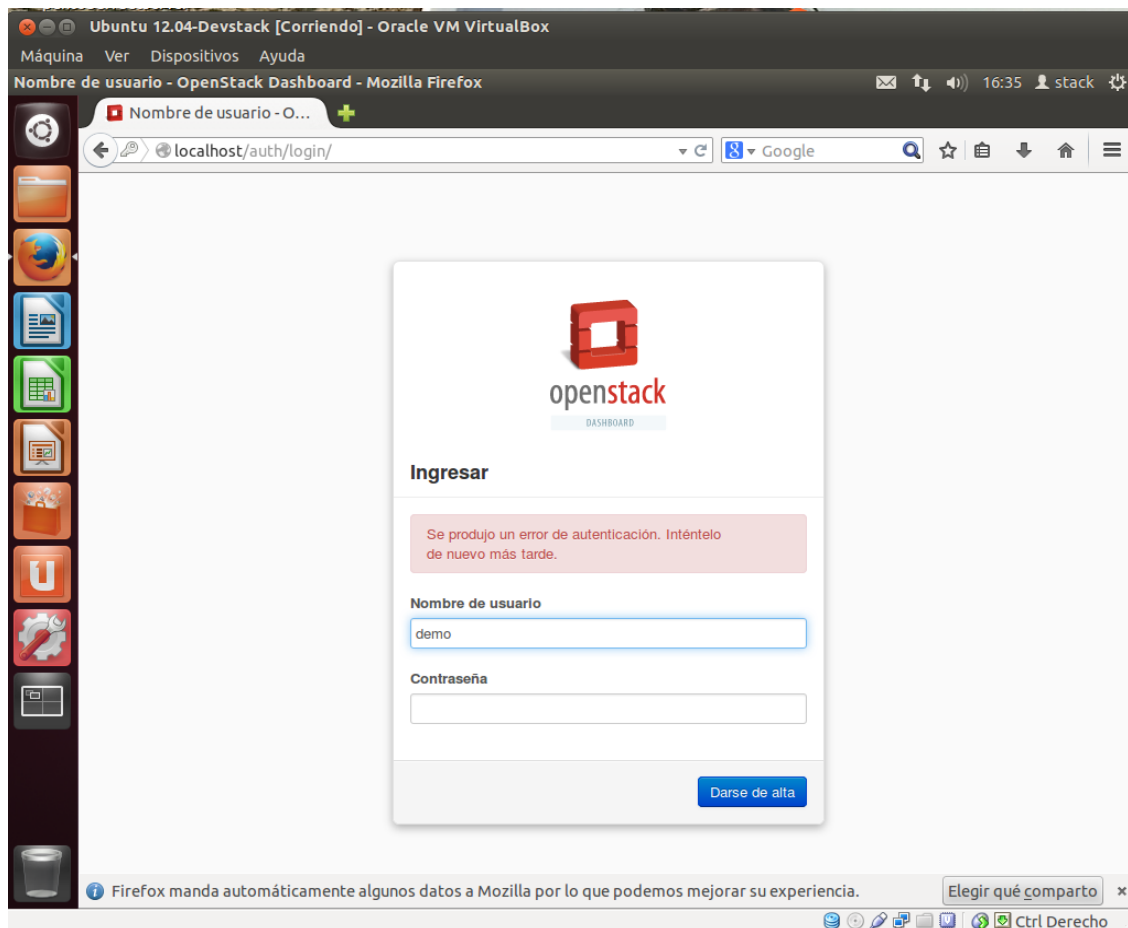 Ubuntu 12.04-Devstack [Corriendo] - Oracle VM VirtualBox
Máquina Ver Dispositivos Ayuda
Nombre de usuario - OpenStack Dashboard - Mozilla Firefox 16:35 stack
Nombre de usuario - O...
localhost/auth/login/ Google
openstack
DASHBOARD
Ingresar
Se produjo un error de autenticación. Inténtelo
de nuevo más tarde.
Nombre de usuario
demo
Contraseña
Darse de alta
Firefox manda automáticamente algunos datos a Mozilla por lo que podemos mejorar su experiencia. Elegir qué comparto
Ctrl Derecho